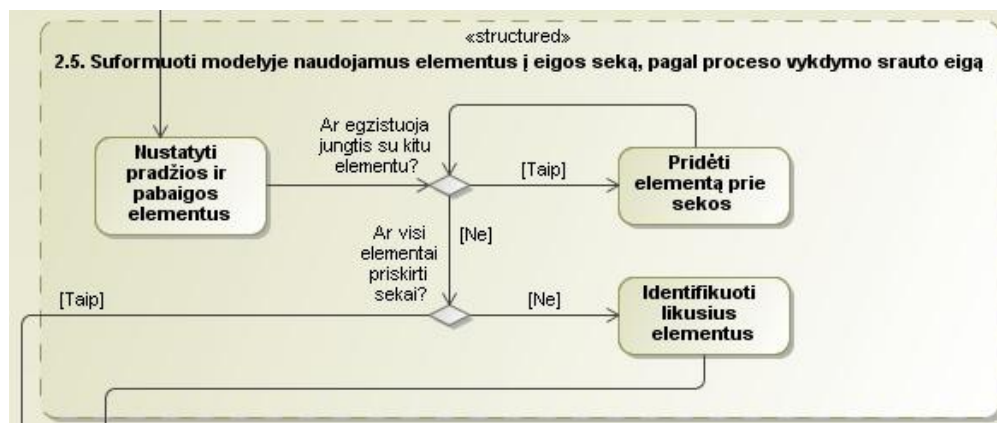 «structured»
2.5. Suformuoti modelyje naudojamus elementus į eigos seką, pagal proceso vykdymo srauto eigą
Nustatyti
pradžios ir
pabaigos
elementus
Ar egzistuoja
jungtis su kitu
elementu?
[Taip]
Pridėti
elementą prie
sekos
Ar visi
elementai
priskirti
sekai?
[Ne]
[Taip]
[Ne]
Identifikuoti
likusius
elementus